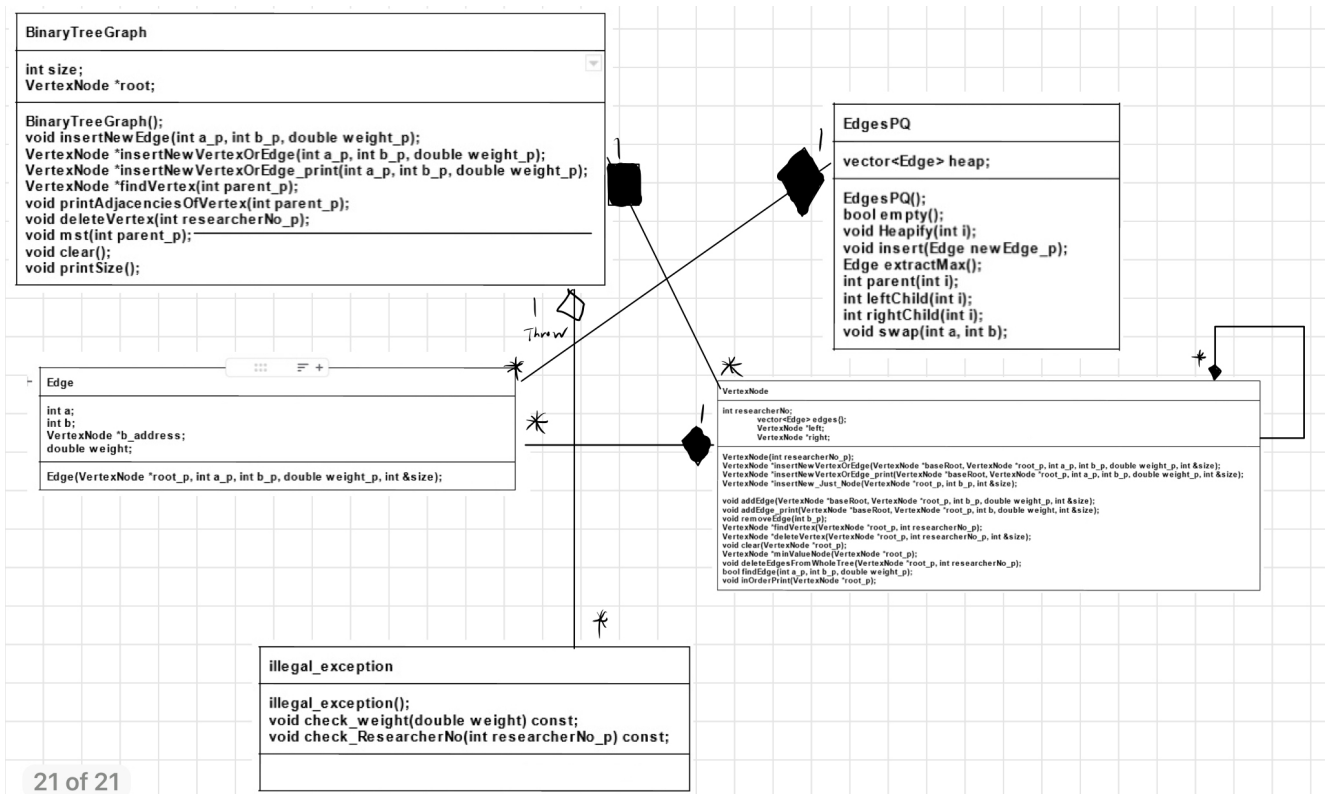 BinaryTreeGraph
int size;
VertexNode *root;
BinaryTreeGraph();
void insertNewEdge(int a_p, int b_p, double weight_p);
VertexNode *insertNewVertexOrEdge(int a_p, int b_p, double weight_p);
VertexNode *insertNewVertexOrEdge_print(int a_p, int b_p, double weight_p);
VertexNode *findVertex(int parent_p);
void printAdjacenciesOfVertex(int parent_p);
void deleteVertex(int researcherNo_p);
void mst(int parent_p);
void clear();
void printSize();
1
1
EdgesPQ
vector<Edge> heap;
EdgesPQ();
bool empty();
void Heapify(int i);
void insert(Edge newEdge_p);
Edge extractMax();
int parent(int i);
int leftChild(int i);
int rightChild(int i);
void swap(int a, int b);
1
Throw
*
*
*
Edge
int a;
int b;
VertexNode *b_address;
double weight;
Edge(VertexNode *root_p, int a_p, int b_p, double weight_p, int &size);
*
1
VertexNode
int researcherNo;
vector<Edge> edges{};
VertexNode *left;
VertexNode *right;
VertexNode(int researcherNo_p);
VertexNode *insertNewVertexOrEdge(VertexNode *baseRoot, VertexNode *root_p, int a_p, int b_p, double weight_p, int &size);
VertexNode *insertNewVertexOrEdge_print(VertexNode *baseRoot, VertexNode *root_p, int a_p, int b_p, double weight_p, int &size);
VertexNode *insertNew_Just_Node(VertexNode *root_p, int b_p, int &size);
void addEdge(VertexNode *baseRoot, VertexNode *root_p, int b_p, double weight_p, int &size);
void addEdge_print(VertexNode *baseRoot, VertexNode *root_p, int b, double weight, int &size);
void removeEdge(int b_p);
VertexNode *findVertex(VertexNode *root_p, int researcherNo_p);
VertexNode *deleteVertex(VertexNode *root_p, int researcherNo_p, int &size);
void clear(VertexNode *root_p);
VertexNode *minValueNode(VertexNode *root_p);
void deleteEdgesFromWholeTree(VertexNode *root_p, int researcherNo_p);
bool findEdge(int a_p, int b_p, double weight_p);
void inOrderPrint(VertexNode *root_p);
*
illegal_exception
illegal_exception();
void check_weight(double weight) const;
void check_ResearcherNo(int researcherNo_p) const;
21 of 21